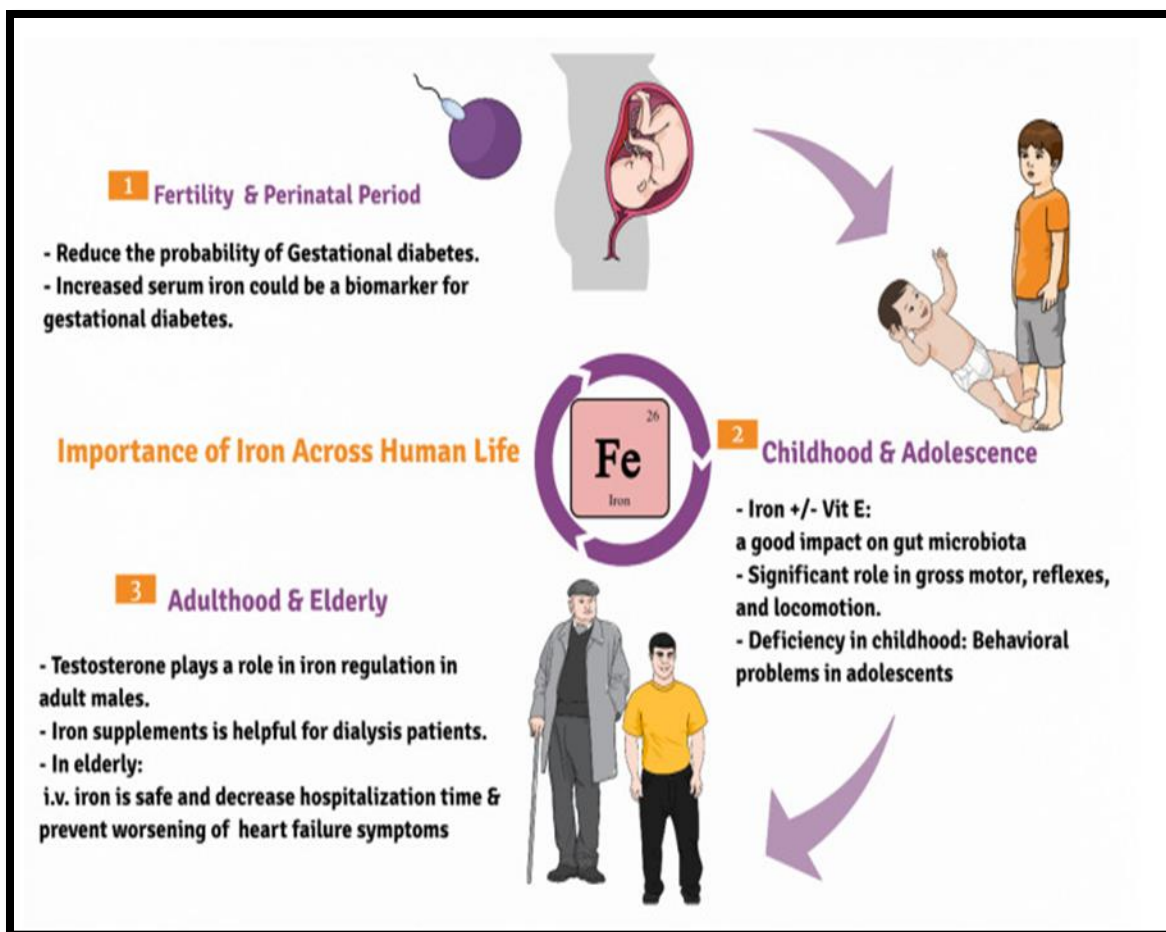 1 Fertility & Perinatal Period
- Reduce the probability of Gestational diabetes.
- Increased serum iron could be a biomarker for
gestational diabetes.
Importance of Iron Across Human Life
26
Fe
Iron
2 Childhood & Adolescence
- Iron +/- Vit E:
a good impact on gut microbiota
- Significant role in gross motor, reflexes,
and locomotion.
- Deficiency in childhood: Behavioral
problems in adolescents
3 Adulthood & Elderly
- Testosterone plays a role in iron regulation in
adult males.
- Iron supplements is helpful for dialysis patients.
- In elderly:
i.v. iron is safe and decrease hospitalization time &
prevent worsening of heart failure symptoms